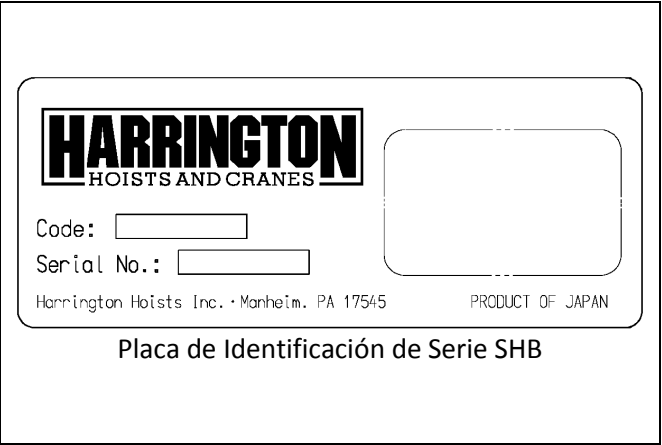 HARRINGTON
HOISTS AND CRANES
Code:
Serial No.:
Harrington Hoists Inc. · Manheim. PA 17545 PRODUCT OF JAPAN
Placa de Identificación de Serie SHB